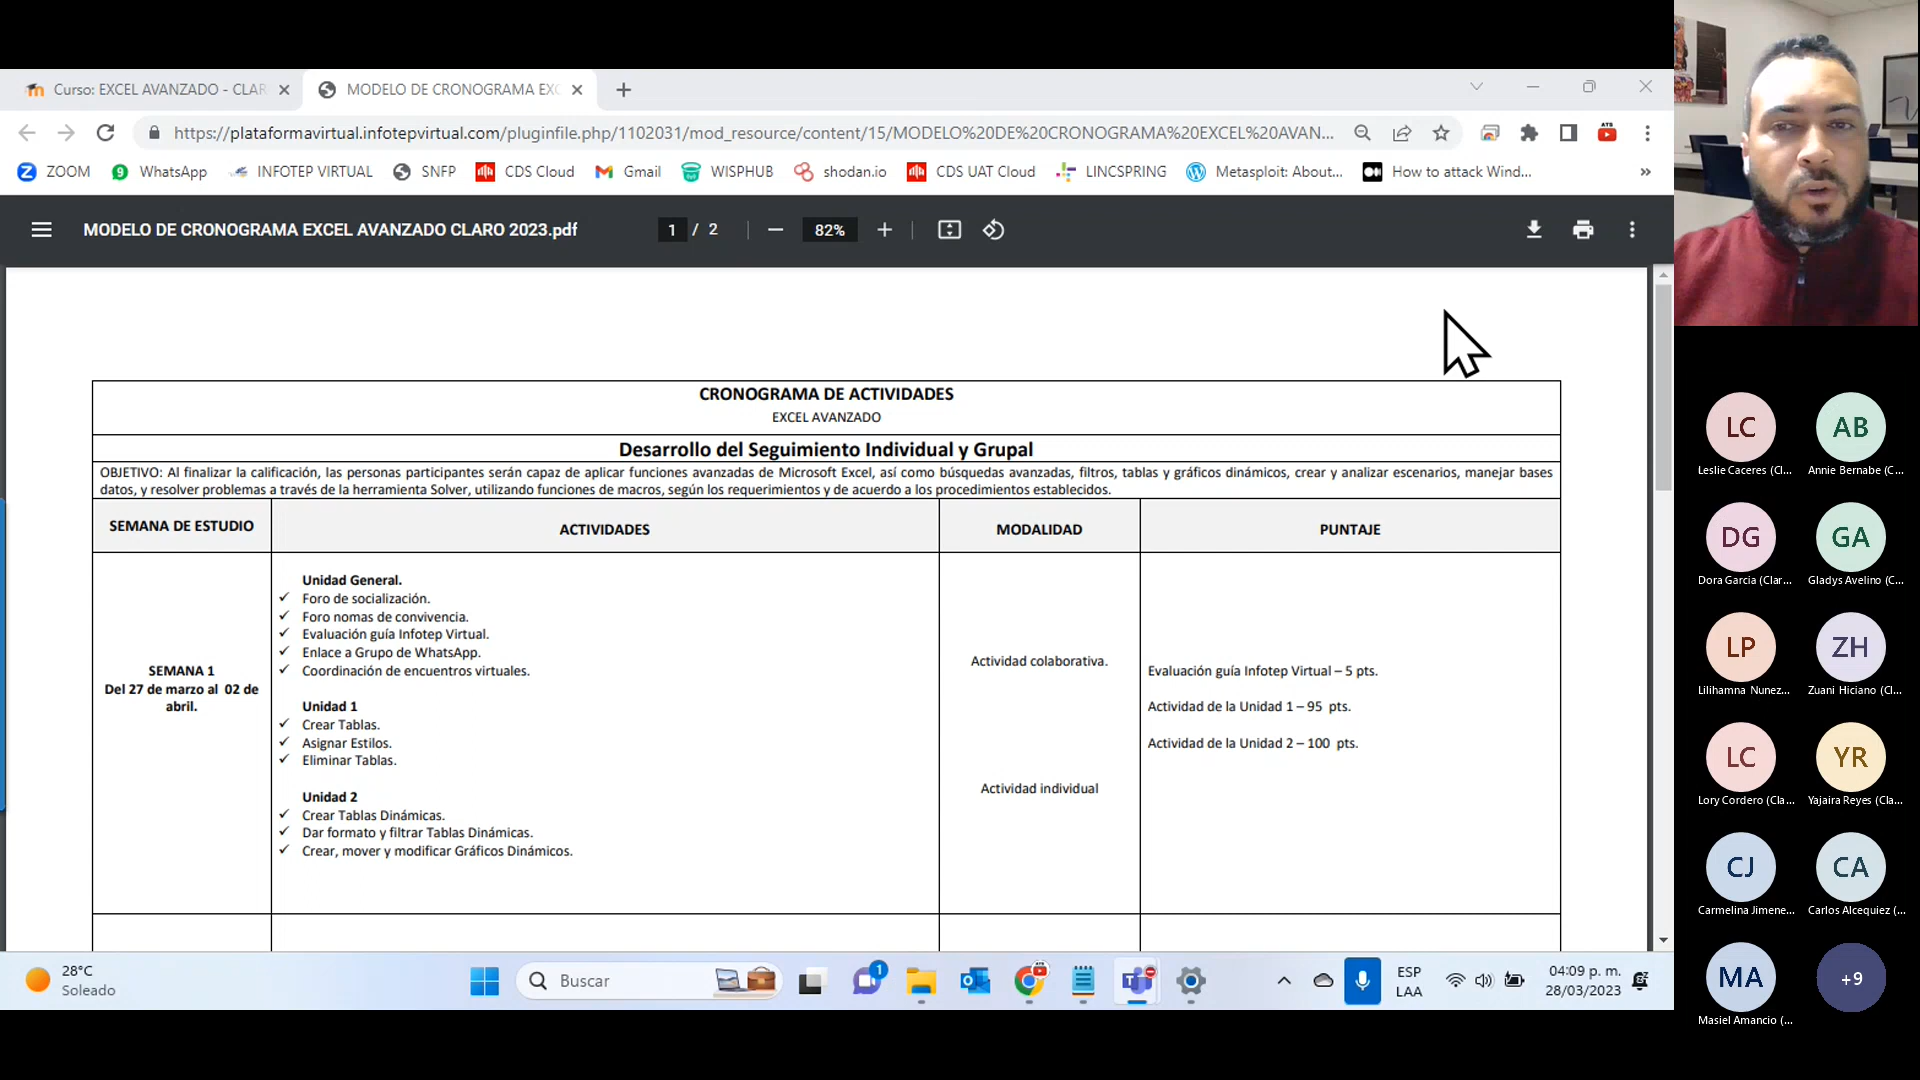 Curso: EXCEL AVANZADO - CLAR
MODELO DE CRONOGRAMA EXC
https://plataformavirtual.infotepvirtual.com/pluginfile.php/1102031/mod_resource/content/15/MODELO%20DE%20CRONOGRAMA%20EXCEL%20AVAN...
ZOOM
WhatsApp
INFOTEP VIRTUAL
SNFP
CDS Cloud
Gmail
WISPHUB
shodan.io
CDS UAT Cloud
LINCSPRING
Metasploit: About...
How to attack Wind...
MODELO DE CRONOGRAMA EXCEL AVANZADO CLARO 2023.pdf
1 / 2
82%
CRONOGRAMA DE ACTIVIDADES
EXCEL AVANZADO
Desarrollo del Seguimiento Individual y Grupal
OBJETIVO: Al finalizar la calificación, las personas participantes serán capaz de aplicar funciones avanzadas de Microsoft Excel, así como búsquedas avanzadas, filtros, tablas y gráficos dinámicos, crear y analizar escenarios, manejar bases
datos, y resolver problemas a través de la herramienta Solver, utilizando funciones de macros, según los requerimientos y de acuerdo a los procedimientos establecidos.
SEMANA DE ESTUDIO
ACTIVIDADES
MODALIDAD
PUNTAJE
SEMANA 1
Del 27 de marzo al 02 de
abril.
Unidad General.
✓ Foro de socialización.
✓ Foro nomas de convivencia.
✓ Evaluación guía Infotep Virtual.
✓ Enlace a Grupo de WhatsApp.
✓ Coordinación de encuentros virtuales.
Unidad 1
✓ Crear Tablas.
✓ Asignar Estilos.
✓ Eliminar Tablas.
Unidad 2
✓ Crear Tablas Dinámicas.
✓ Dar formato y filtrar Tablas Dinámicas.
✓ Crear, mover y modificar Gráficos Dinámicos.
Actividad colaborativa.
Actividad individual
Evaluación guía Infotep Virtual – 5 pts.
Actividad de la Unidad 1 – 95 pts.
Actividad de la Unidad 2 – 100 pts.
28°C
Soleado
Buscar
1
ESP
LAA
04:09 p. m.
28/03/2023
LC
Leslie Caceres (Cl...
AB
Annie Bernabe (C...
DG
Dora Garcia (Clar...
GA
Gladys Avelino (C...
LP
Lilihamna Nunez...
ZH
Zuani Hiciano (Cl...
LC
Lory Cordero (Cla...
YR
Yajaira Reyes (Cla...
CJ
Carmelina Jimene...
CA
Carlos Alcequiez (...
MA
Masiel Amancio (...
+9